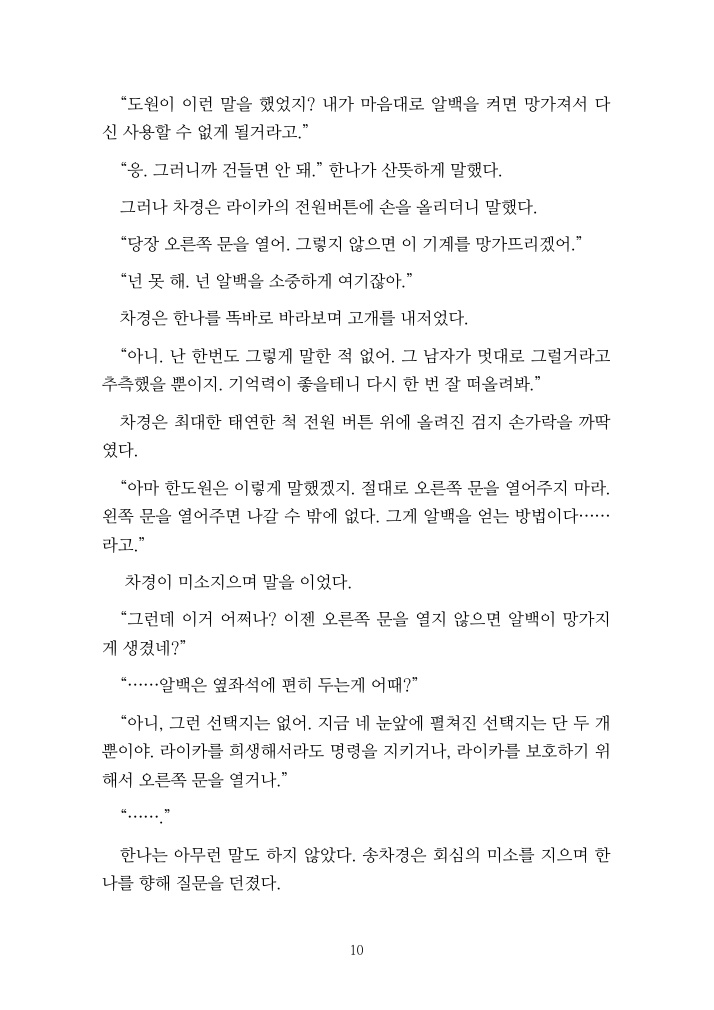 “도원이 이런 말을 했었지? 내가 마음대로 알백을 켜면 망가져서 다
신 사용할 수 없게 될거라고.”
“응. 그러니까 건들면 안 돼.” 한나가 산뜻하게 말했다.
그러나 차경은 라이카의 전원버튼에 손을 올리더니 말했다.
“당장 오른쪽 문을 열어. 그렇지 않으면 이 기계를 망가뜨리겠어.”
“넌 못 해. 넌 알백을 소중하게 여기잖아.”
차경은 한나를 똑바로 바라보며 고개를 내저었다.
“아니. 난 한번도 그렇게 말한 적 없어. 그 남자가 멋대로 그럴거라고
추측했을 뿐이지. 기억력이 좋을테니 다시 한 번 잘 떠올려봐.”
차경은 최대한 태연한 척 전원 버튼 위에 올려진 검지 손가락을 까딱
였다.
“아마 한도원은 이렇게 말했겠지. 절대로 오른쪽 문을 열어주지 마라.
왼쪽 문을 열어주면 나갈 수 밖에 없다. 그게 알백을 얻는 방법이다……
라고.”
차경이 미소지으며 말을 이었다.
“그런데 이거 어쩌나? 이젠 오른쪽 문을 열지 않으면 알백이 망가지
게 생겼네?”
“……알백은 옆좌석에 편히 두는게 어때?”
“아니, 그런 선택지는 없어. 지금 네 눈앞에 펼쳐진 선택지는 단 두 개
뿐이야. 라이카를 희생해서라도 명령을 지키거나, 라이카를 보호하기 위
해서 오른쪽 문을 열거나.”
“…….”
한나는 아무런 말도 하지 않았다. 송차경은 회심의 미소를 지으며 한
나를 향해 질문을 던졌다.
10